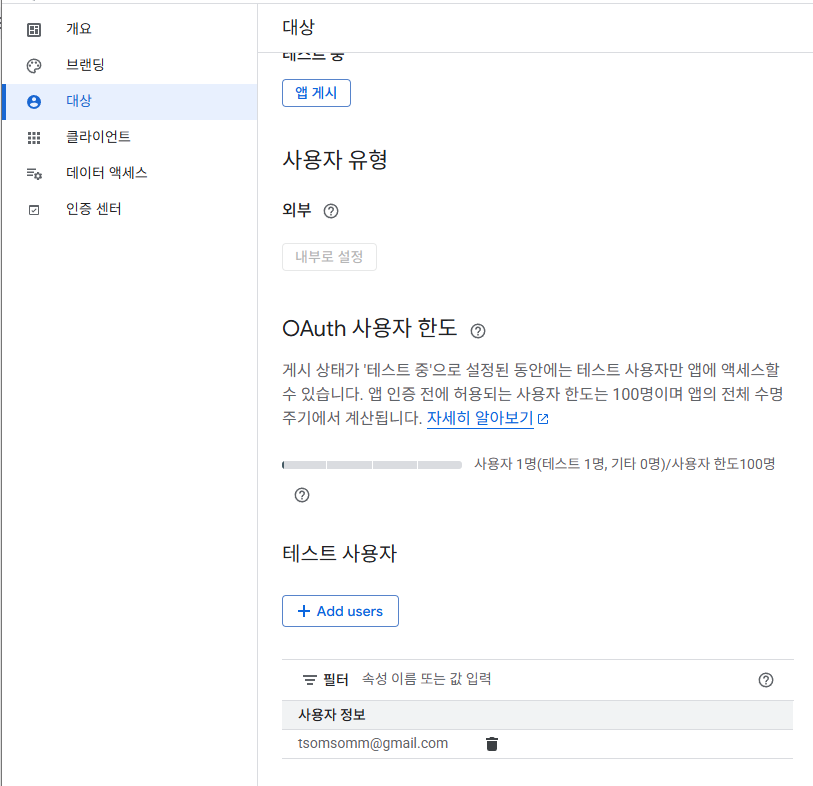 개요
브랜딩
대상
클라이언트
데이터 액세스
인증 센터
대상
테스트 중
앱 게시
사용자 유형
외부
내부로 설정
OAuth 사용자 한도
게시 상태가 '테스트 중'으로 설정된 동안에는 테스트 사용자만 앱에 액세스할
수 있습니다. 앱 인증 전에 허용되는 사용자 한도는 100명이며 앱의 전체 수명
주기에서 계산됩니다. 자세히 알아보기
사용자 1명(테스트 1명, 기타 0명)/사용자 한도100명
테스트 사용자
+ Add users
필터 속성 이름 또는 값 입력
사용자 정보
tsomsomm@gmail.com